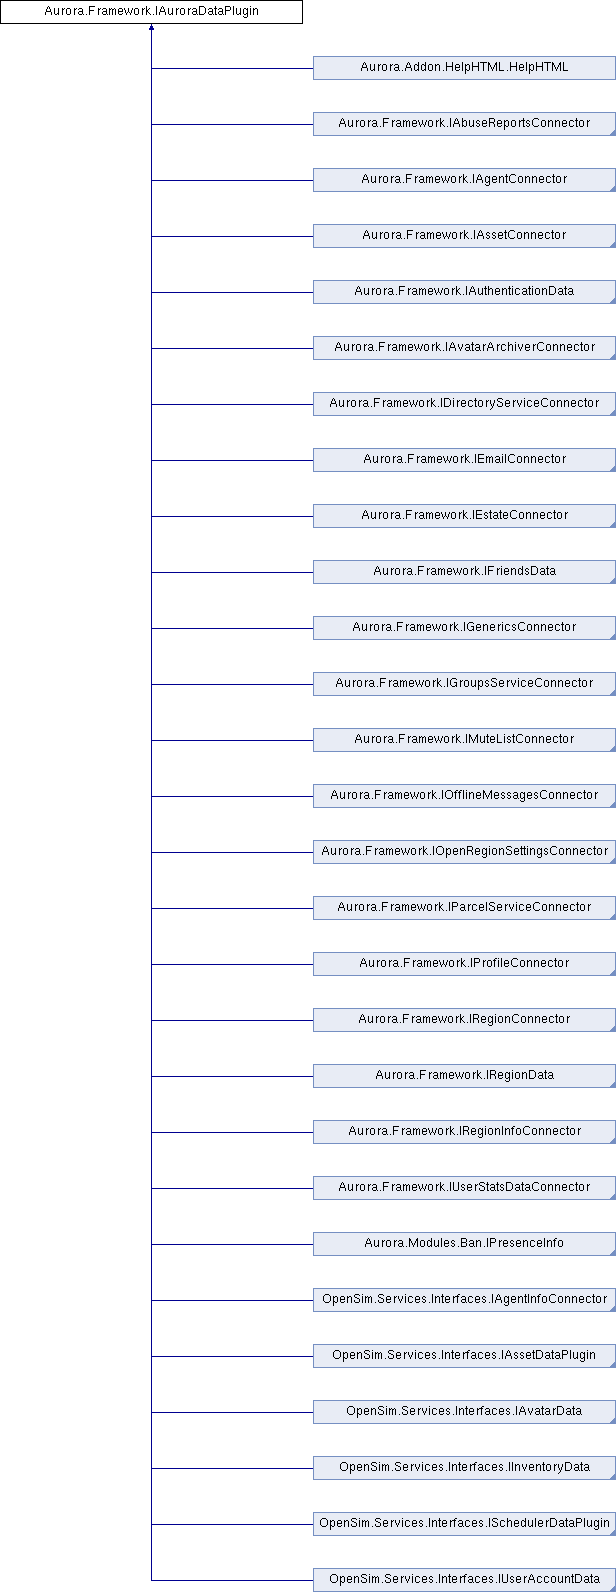 Aurora.Framework.IAuroraDataPlugin
Aurora.Addon.HelpHTML.HelpHTML
Aurora.Framework.IAbuseReportsConnector
Aurora.Framework.IAgentConnector
Aurora.Framework.IAssetConnector
Aurora.Framework.IAuthenticationData
Aurora.Framework.IAvatarArchiverConnector
Aurora.Framework.IDirectoryServiceConnector
Aurora.Framework.IEmailConnector
Aurora.Framework.IEstateConnector
Aurora.Framework.IFriendsData
Aurora.Framework.IGenericsConnector
Aurora.Framework.IGroupsServiceConnector
Aurora.Framework.IMuteListConnector
Aurora.Framework.IOfflineMessagesConnector
Aurora.Framework.IOpenRegionSettingsConnector
Aurora.Framework.IParcelServiceConnector
Aurora.Framework.IProfileConnector
Aurora.Framework.IRegionConnector
Aurora.Framework.IRegionData
Aurora.Framework.IRegionInfoConnector
Aurora.Framework.IUserStatsDataConnector
Aurora.Modules.Ban.IPresenceInfo
OpenSim.Services.Interfaces.IAgentInfoConnector
OpenSim.Services.Interfaces.IAssetDataPlugin
OpenSim.Services.Interfaces.IAvatarData
OpenSim.Services.Interfaces.IInventoryData
OpenSim.Services.Interfaces.ISchedulerDataPlugin
OpenSim.Services.Interfaces.IUserAccountData